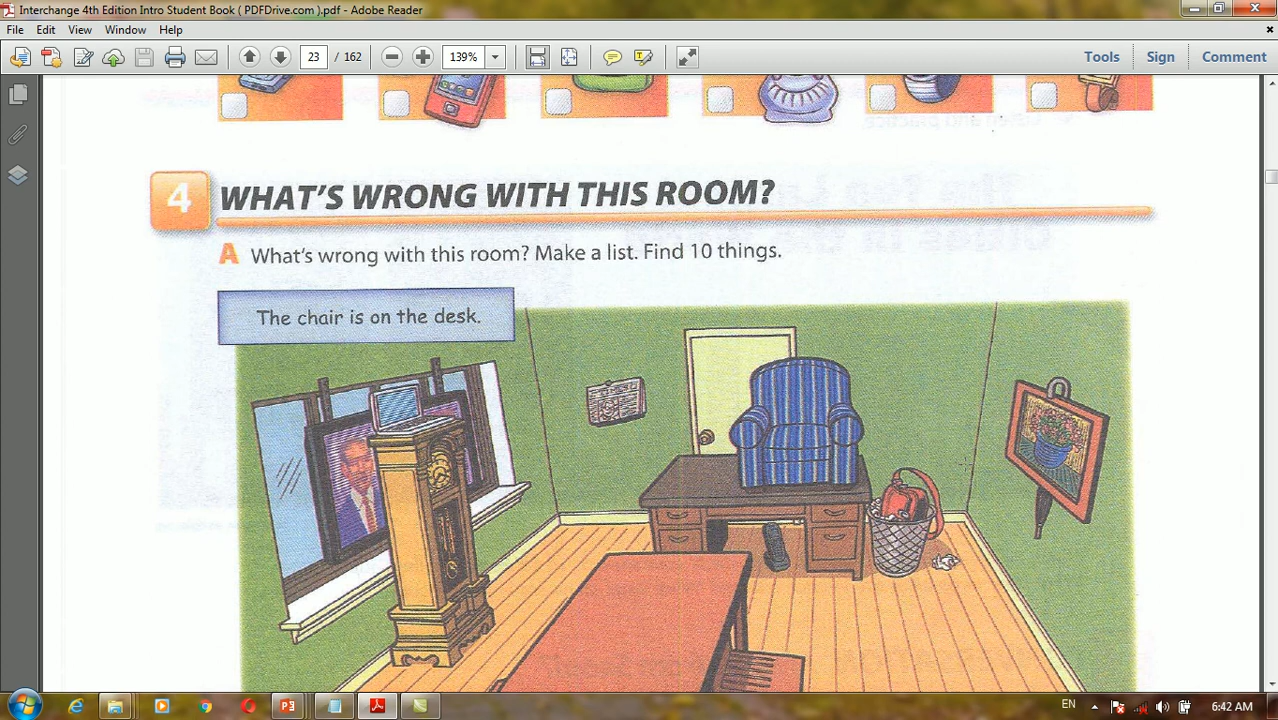 Interchange 4th Edition Intro Student Book ( PDFDrive.com ).pdf - Adobe Reader
File Edit View Window Help
23 / 162 139% Tools Sign Comment
4 WHAT'S WRONG WITH THIS ROOM?
A What's wrong with this room? Make a list. Find 10 things.
The chair is on the desk.
EN 6:42 AM